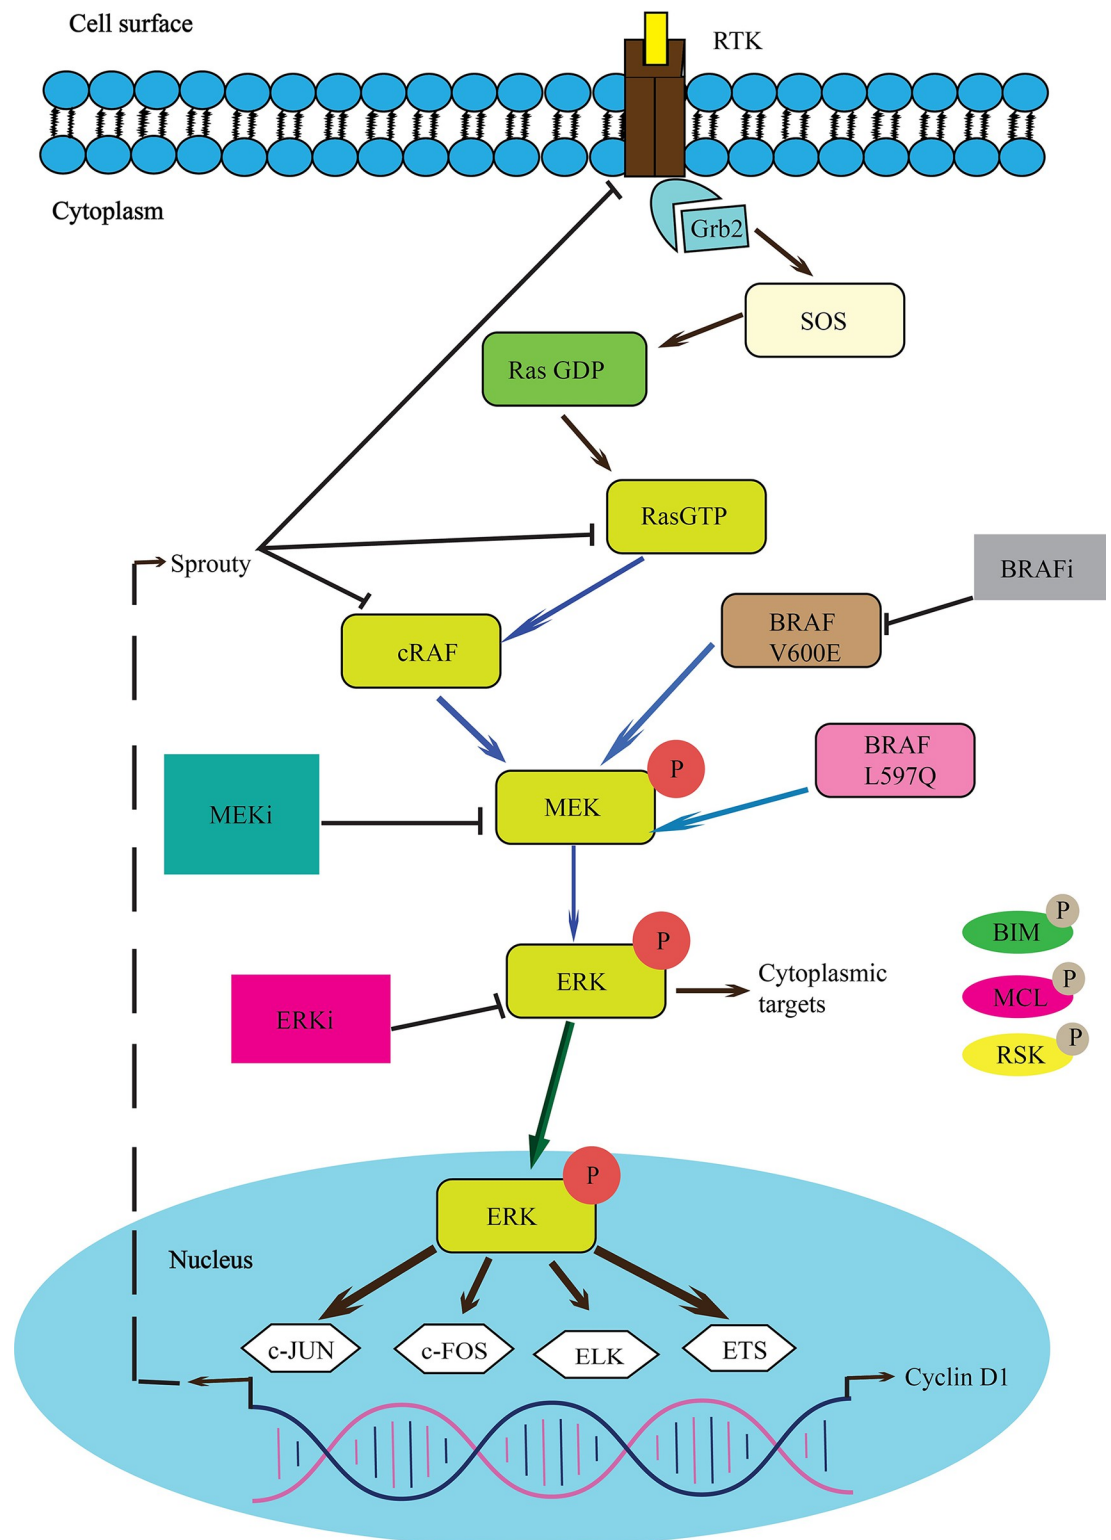 Cell surface
RTK
Cytoplasm
Grb2
SOS
Ras GDP
RasGTP
Sprouty
BRAFi
cRAF
BRAF
V600E
BRAF
L597Q
P
MEKi
MEK
P
BIM
P
ERK
Cytoplasmic
targets
P
MCL
ERKi
P
RSK
P
ERK
Nucleus
c-JUN
c-FOS
ELK
ETS
Cyclin D1